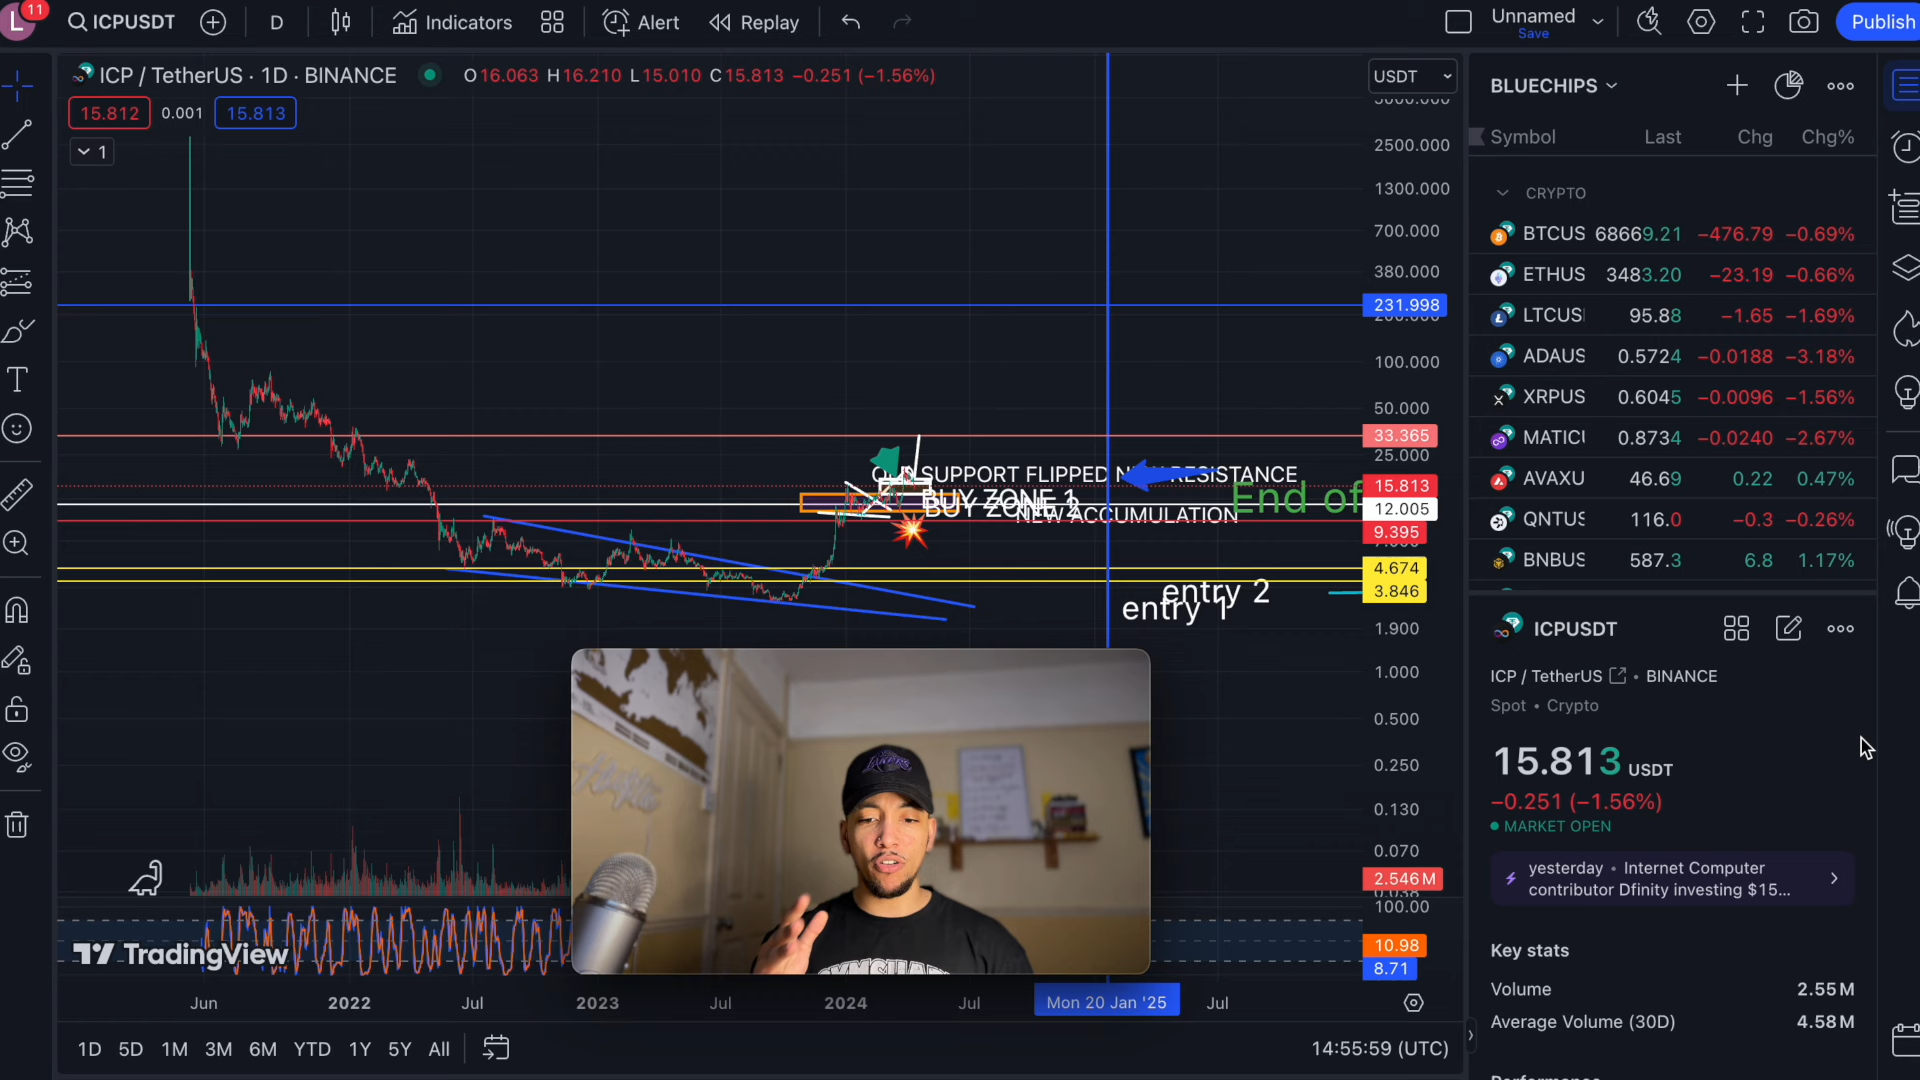 L
11
ICPUSDT
D
Indicators
Alert
Replay
Unnamed
Save
Publish
ICP / TetherUS · 1D · BINANCE
O16.063 H16.210 L15.010 C15.813 −0.251 (−1.56%)
15.812
0.001
15.813
1
USDT
2500.000
1300.000
700.000
380.000
231.998
100.000
50.000
33.365
25.000
15.813
12.005
9.395
4.674
3.846
1.900
1.000
0.500
0.250
0.130
0.070
2.546 M
100.00
10.98
8.71
SUPPORT FLIPPED
RESISTANCE
BUY ZONE 1
BUY ZONE 2
NEW ACCUMULATION
End of
entry 2
entry 1
TradingView
Jun
2022
Jul
2023
Jul
2024
Jul
Mon 20 Jan '25
Jul
1D 5D 1M 3M 6M YTD 1Y 5Y All
14:55:59 (UTC)
BLUECHIPS
Symbol Last Chg Chg%
CRYPTO
BTCUS 68669.21 −476.79 −0.69%
ETHUS 3483.20 −23.19 −0.66%
LTCUS 95.88 −1.65 −1.69%
ADAUS 0.5724 −0.0188 −3.18%
XRPUS 0.6045 −0.0096 −1.56%
MATICU 0.8734 −0.0240 −2.67%
AVAXU 46.69 0.22 0.47%
QNTUS 116.0 −0.3 −0.26%
BNBUS 587.3 6.8 1.17%
ICPUSDT
ICP / TetherUS • BINANCE
Spot • Crypto
15.813 USDT
−0.251 (−1.56%)
MARKET OPEN
yesterday • Internet Computer
contributor Dfinity investing $15...
Key stats
Volume 2.55 M
Average Volume (30D) 4.58 M